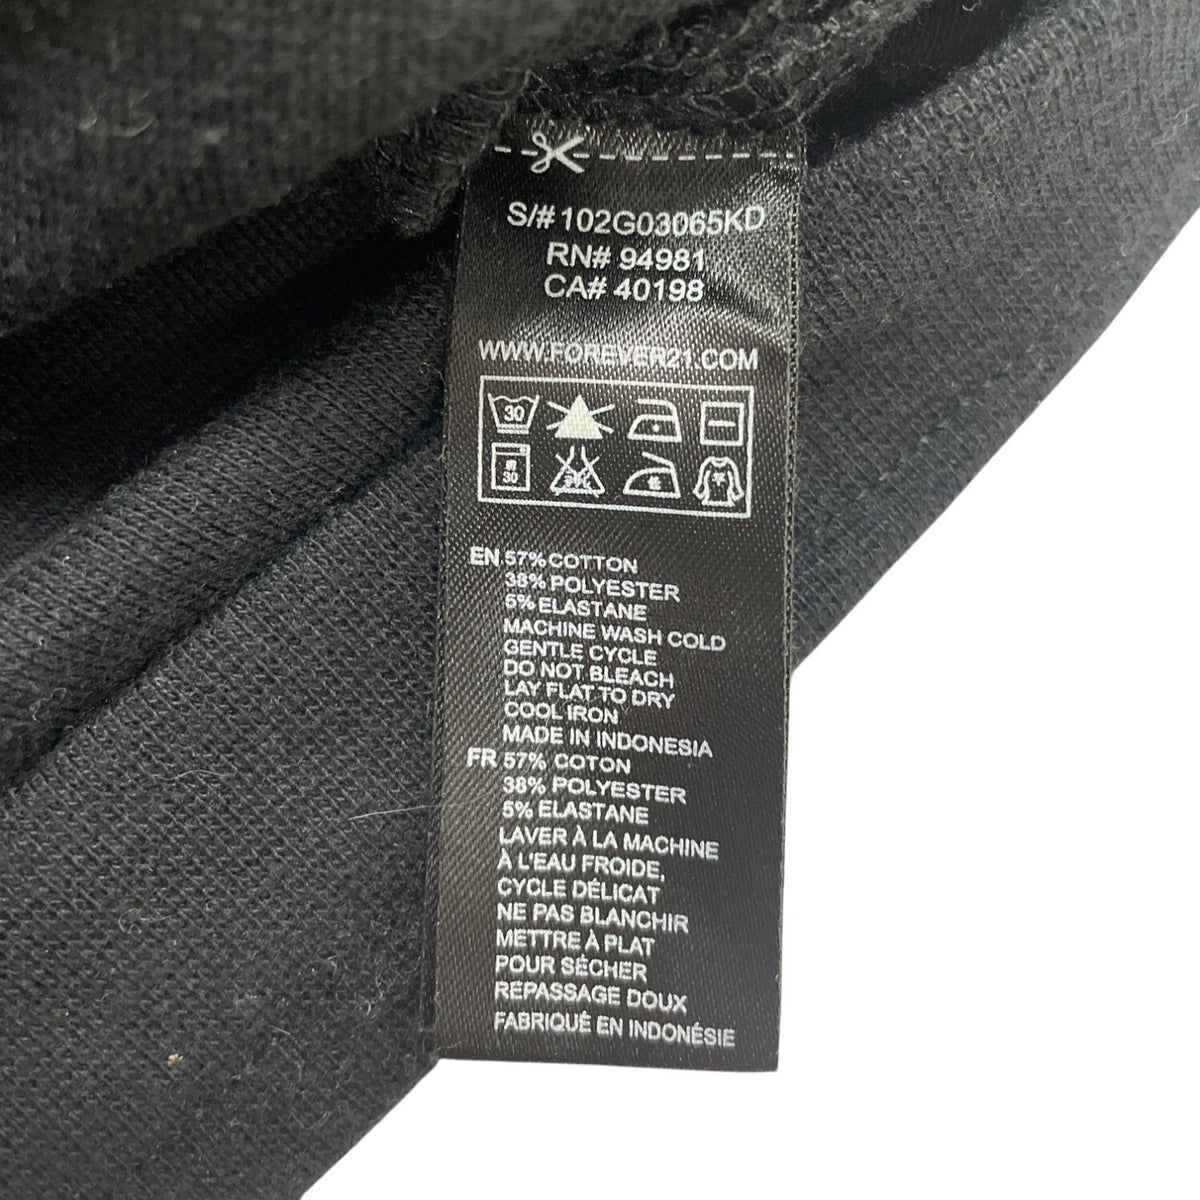 S/# 102G03065KD
RN# 94981
CA# 40198
WWW.FOREVER21.COM
30
30
EN 57% COTTON
38% POLYESTER
5% ELASTANE
MACHINE WASH COLD
GENTLE CYCLE
DO NOT BLEACH
LAY FLAT TO DRY
COOL IRON
MADE IN INDONESIA
FR 57% COTON
38% POLYESTER
5% ELASTANE
LAVER À LA MACHINE
À L'EAU FROIDE,
CYCLE DÉLICAT
NE PAS BLANCHIR
METTRE À PLAT
POUR SÉCHER
REPASSAGE DOUX
FABRIQUÉ EN INDONÉSIE